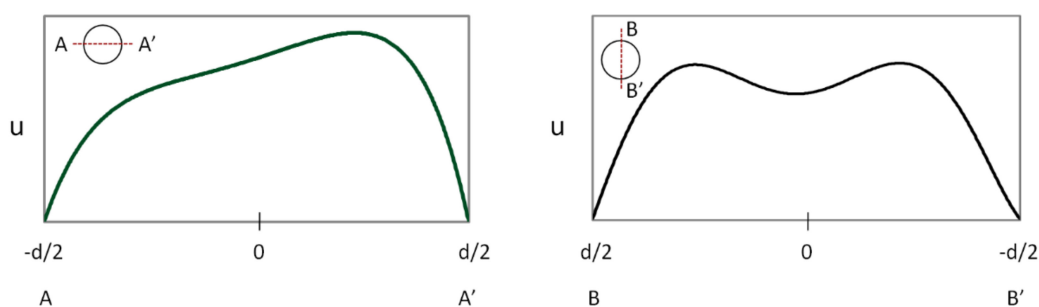 A A’
u
-d/2 0 d/2
A A’
B
B’
u
d/2 0 -d/2
B B’